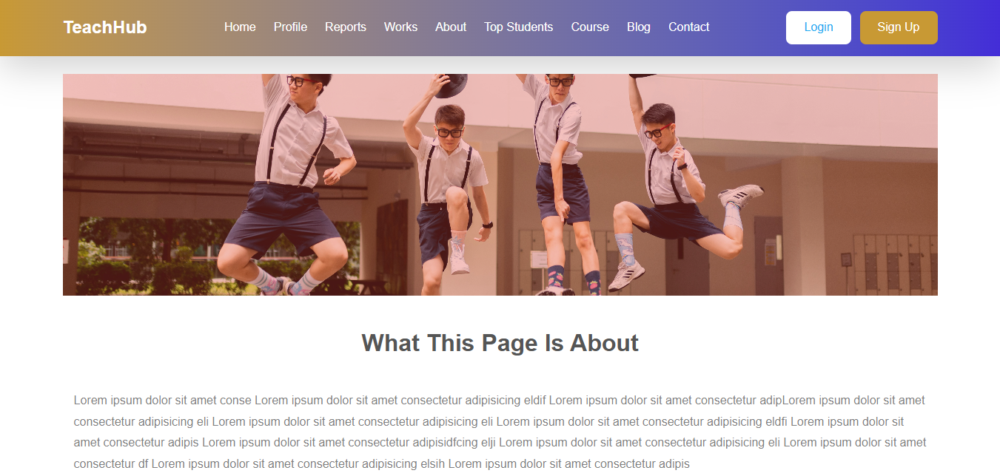 TeachHub Home Profile Reports Works About Top Students Course Blog Contact Login Sign Up
What This Page Is About
Lorem ipsum dolor sit amet conse Lorem ipsum dolor sit amet consectetur adipisicing eldif Lorem ipsum dolor sit amet consectetur adipLorem ipsum dolor sit amet
consectetur adipisicing eli Lorem ipsum dolor sit amet consectetur adipisicing eli Lorem ipsum dolor sit amet consectetur adipisicing eldfi Lorem ipsum dolor sit
amet consectetur adipis Lorem ipsum dolor sit amet consectetur adipisidfcing elji Lorem ipsum dolor sit amet consectetur adipisicing eli Lorem ipsum dolor sit amet
consectetur df Lorem ipsum dolor sit amet consectetur adipisicing elsih Lorem ipsum dolor sit amet consectetur adipis